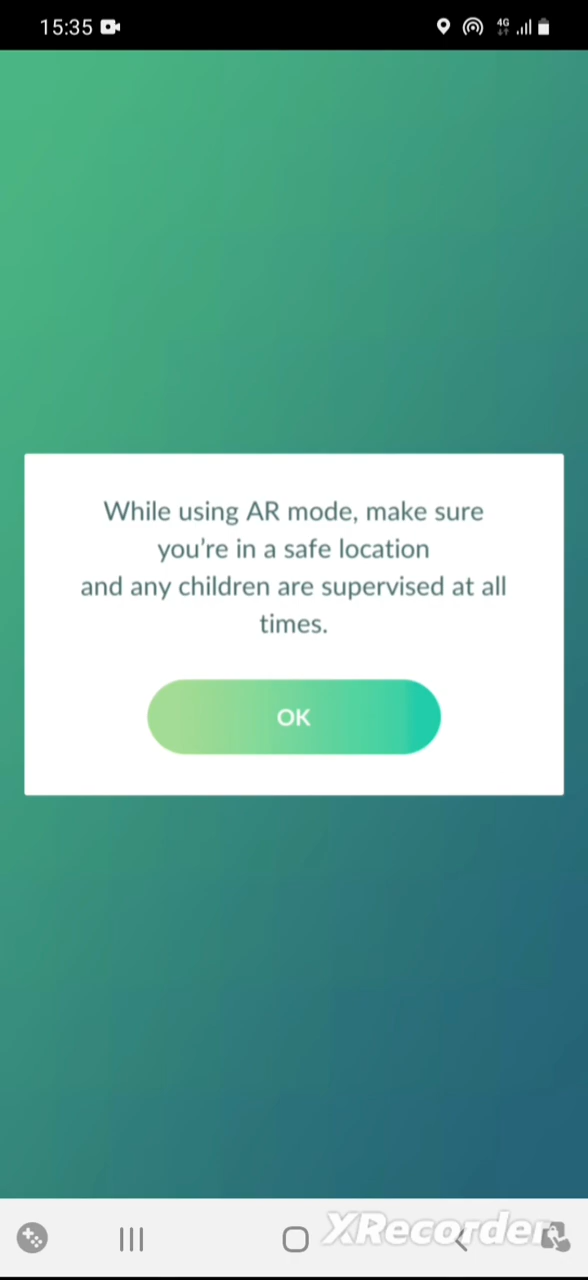 15:35
4G
While using AR mode, make sure
you're in a safe location
and any children are supervised at all
times.
OK
XRecorder